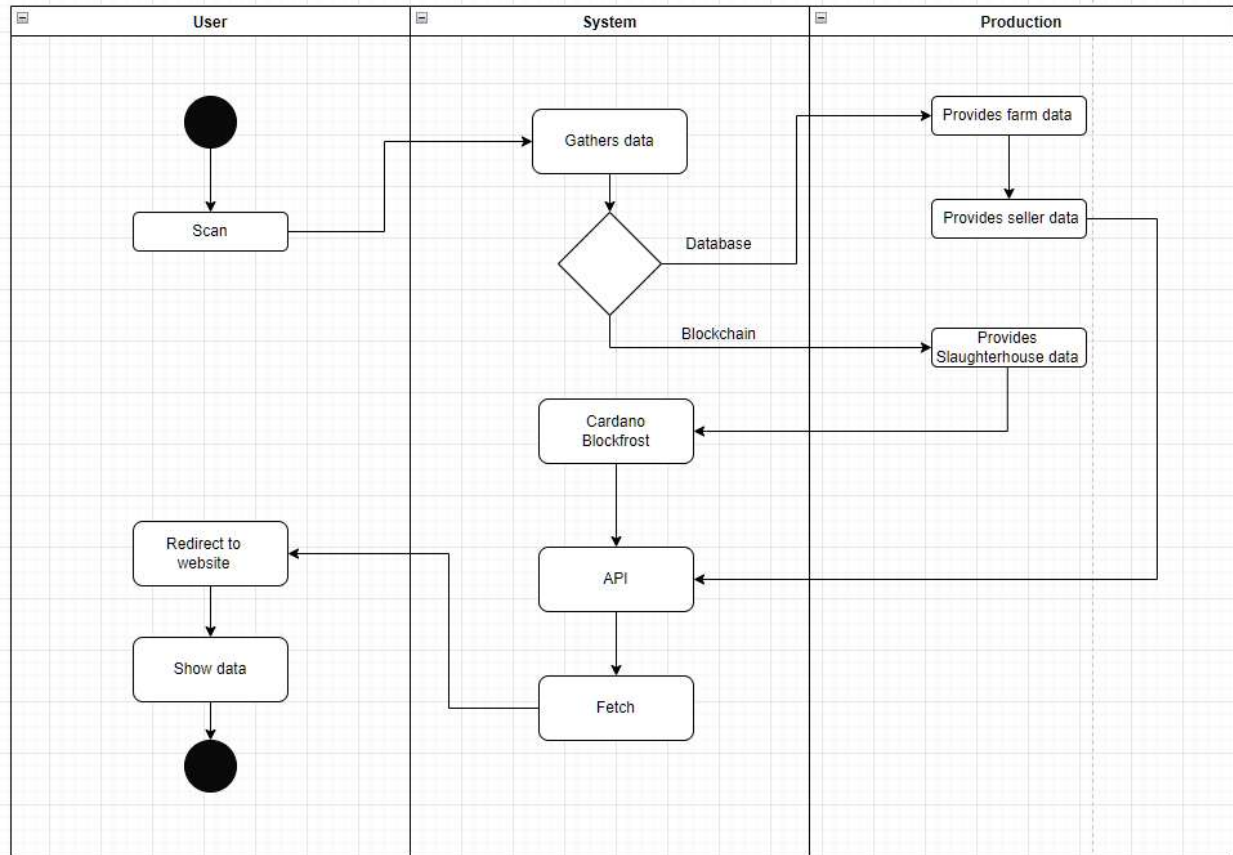 User
System
Production
Gathers data
Provides farm data
Scan
Provides seller data
Database
Blockchain
Provides
Slaughterhouse data
Cardano
Blockfrost
Redirect to
website
API
Show data
Fetch